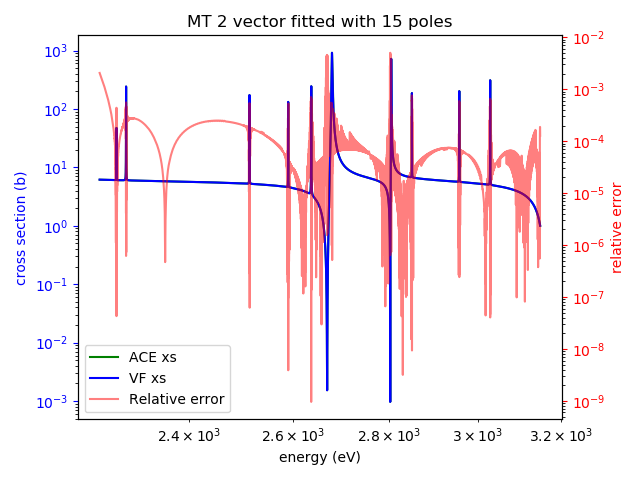 MT 2 vector fitted with 15 poles
10³
10²
10¹
10⁰
10⁻¹
10⁻²
10⁻³
cross section (b)
10⁻²
10⁻³
10⁻⁴
10⁻⁵
10⁻⁶
10⁻⁷
10⁻⁸
10⁻⁹
relative error
ACE xs
VF xs
Relative error
2.4 × 10³ 2.6 × 10³ 2.8 × 10³ 3 × 10³ 3.2 × 10³
energy (eV)